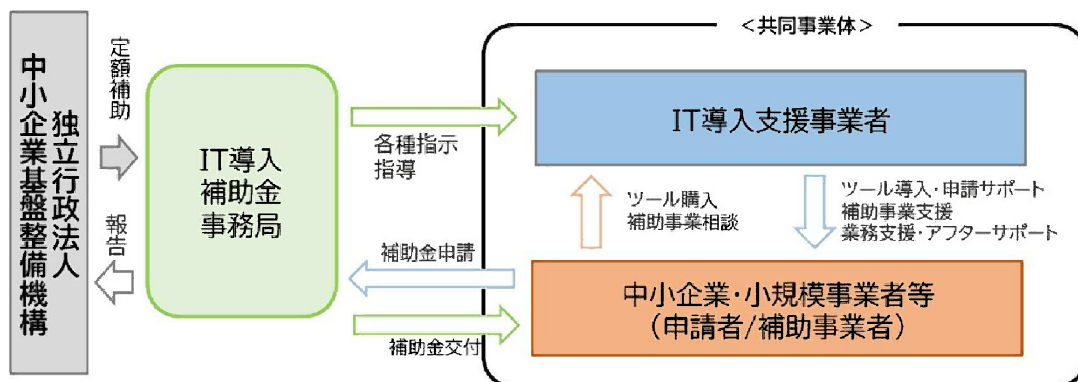 <共同事業体>
独立行政法人
中小企業基盤整備機構
定額補助
報告
IT導入
補助金
事務局
各種指示
指導
補助金申請
補助金交付
IT導入支援事業者
ツール購入
補助事業相談
ツール導入・申請サポート
補助事業支援
業務支援・アフターサポート
中小企業・小規模事業者等
（申請者/補助事業者）